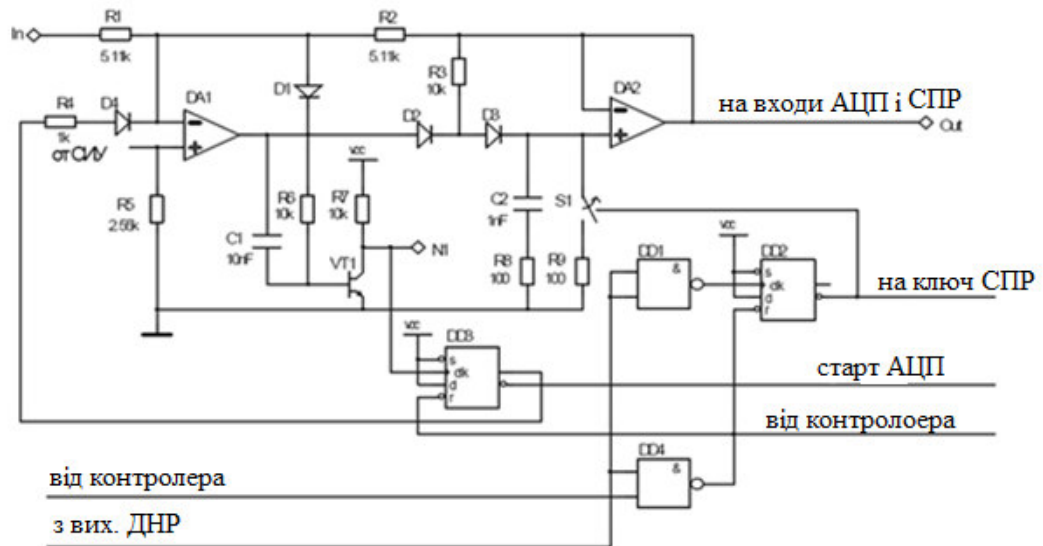 R1
R2
In
5.11k
5.11k
R3
10k
R4
D4
DA1
D1
D2
D3
DA2
на входи АЦП і СПР
Out
1k
от СИУ
vcc
R5
2.56k
R6
10k
R7
10k
C1
10nF
VT1
N1
C2
1nF
S1
R8
100
R9
100
DD1
&
vcc
DD2
s
clk
d
r
на ключ СПР
vcc
DD3
s
clk
d
r
старт АЦП
від контролоера
DD4
&
від контролера
з вих. ДНР